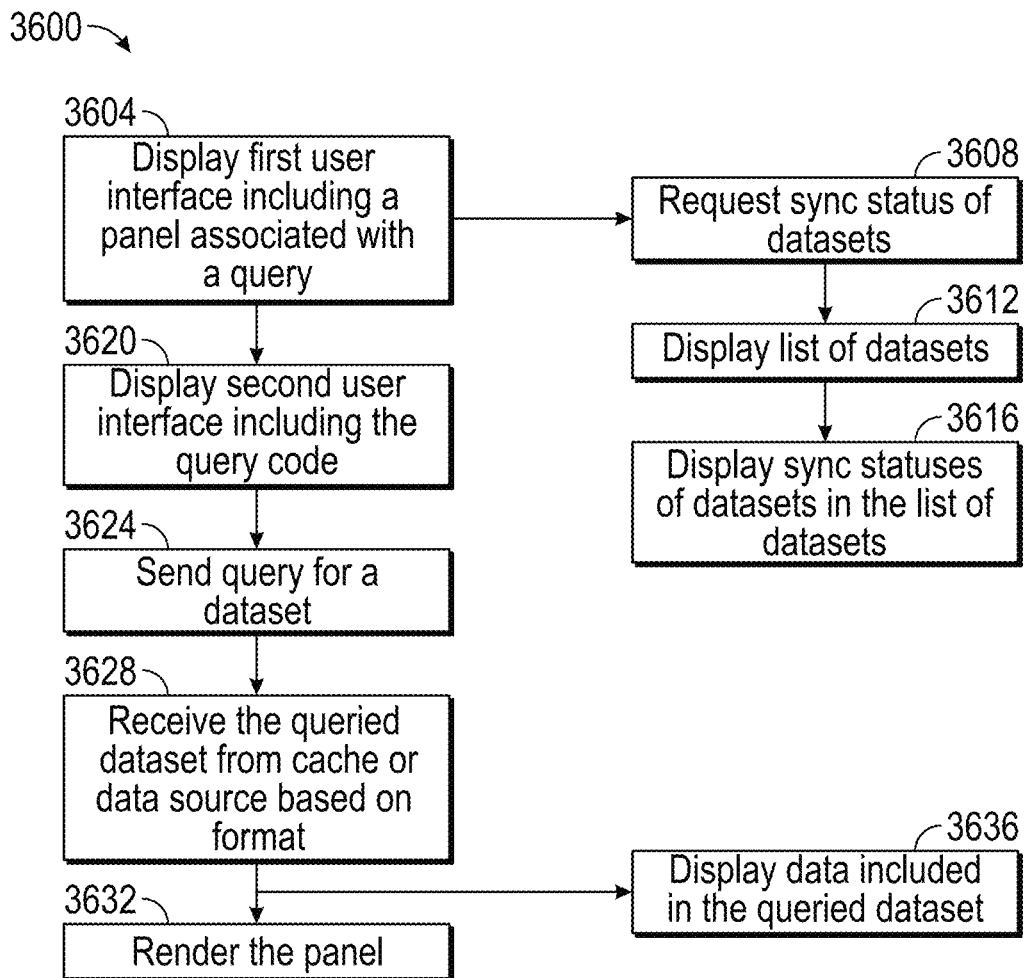 3600
3604
Display first user
interface including a
panel associated with
a query
3608
Request sync status of
datasets
3612
Display list of datasets
3616
Display sync statuses
of datasets in the list of
datasets
3620
Display second user
interface including the
query code
3624
Send query for a
dataset
3628
Receive the queried
dataset from cache or
data source based on
format
3632
Render the panel
3636
Display data included
in the queried dataset